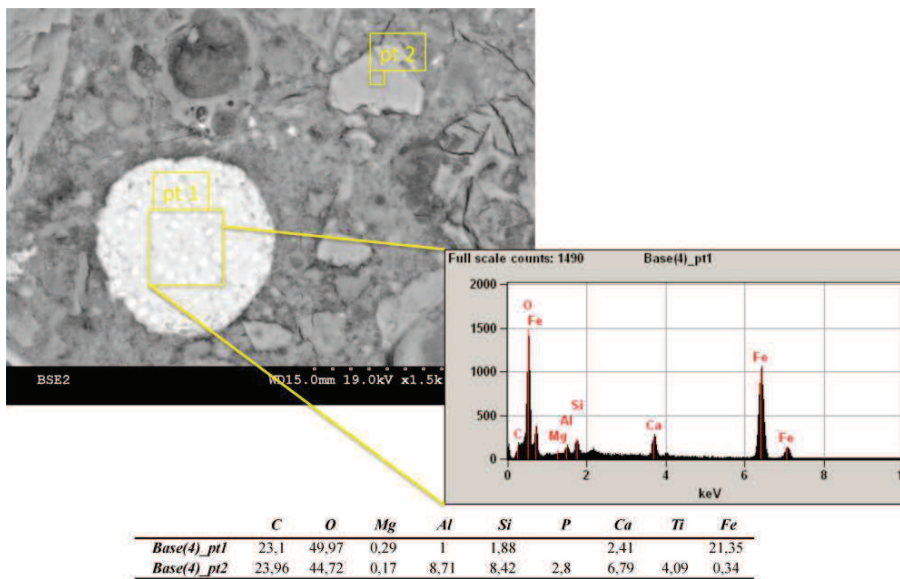 pt 2
pt 1
BSE2 WD15.0mm 19.0kV x1.5k
Full scale counts: 1490 Base(4)_pt1
2000
1500
1000
500
0
O
Fe
C
Mg
Al
Si
Ca
Fe
Fe
0 2 4 6 8 1
keV
C O Mg Al Si P Ca Ti Fe
Base(4)_pt1 23,1 49,97 0,29 1 1,88 2,41 21,35
Base(4)_pt2 23,96 44,72 0,17 8,71 8,42 2,8 6,79 4,09 0,34